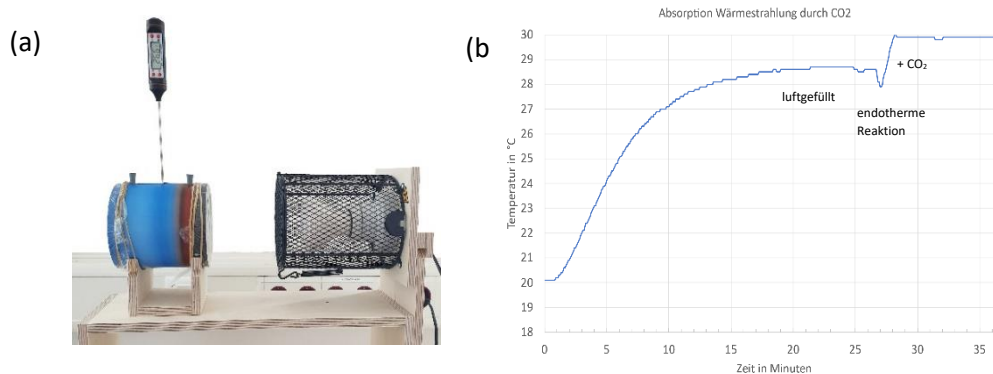 (a)
(b
Absorption Wärmestrahlung durch CO2
Temperatur in °C
30
29
28
27
26
25
24
23
22
21
20
19
18
luftgefüllt
+ CO₂
endotherme
Reaktion
0
5
10
15
20
25
30
35
Zeit in Minuten